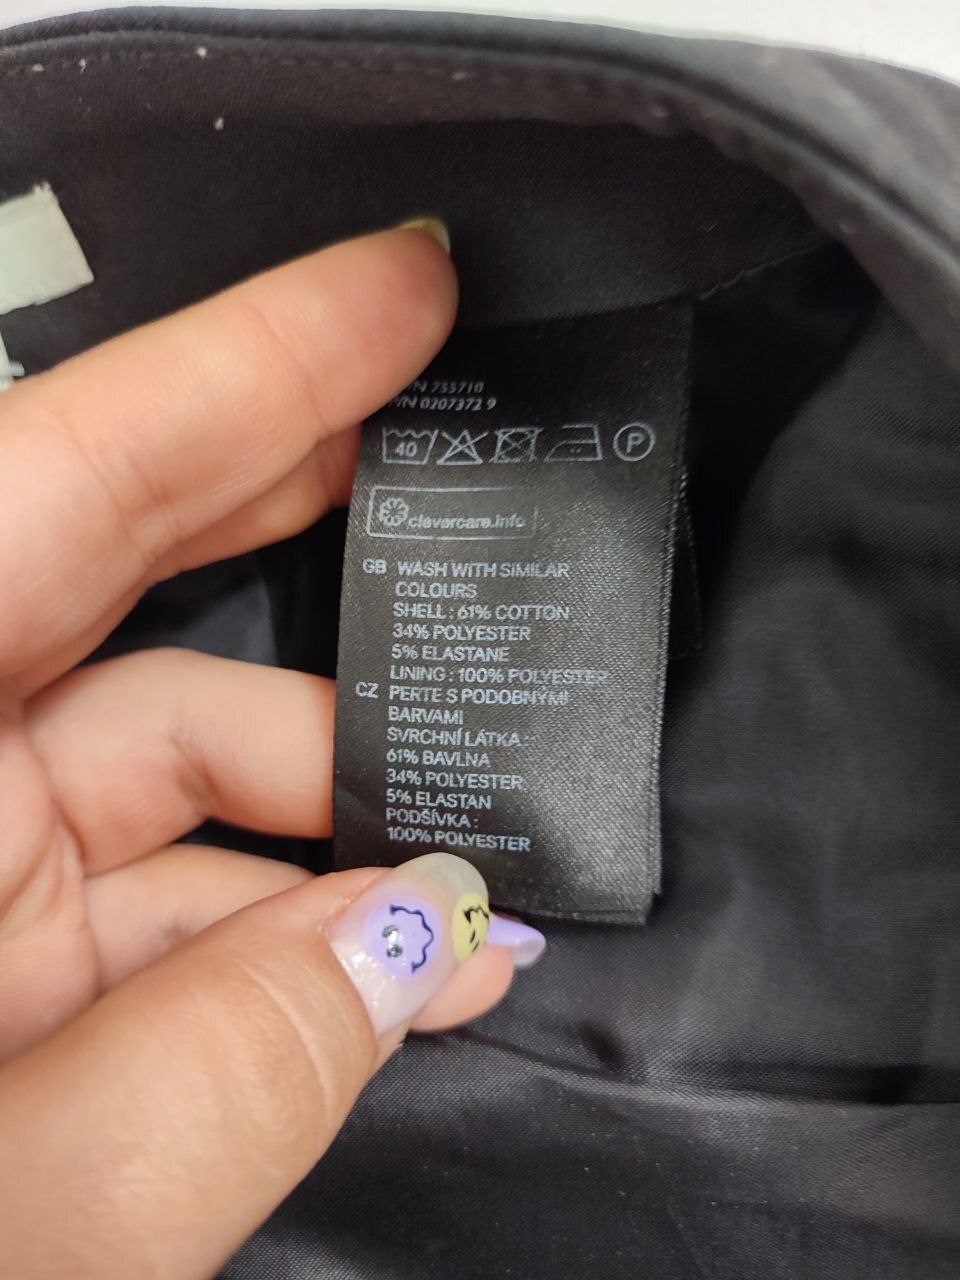 755710
0207372 9
40
P
clevercare.info
GB WASH WITH SIMILAR
COLOURS
SHELL : 61% COTTON
34% POLYESTER
5% ELASTANE
LINING : 100% POLYESTER
CZ PERTE S PODOBNÝMI
BARVAMI
SVRCHNÍ LÁTKA :
61% BAVLNA
34% POLYESTER
5% ELASTAN
PODŠÍVKA :
100% POLYESTER